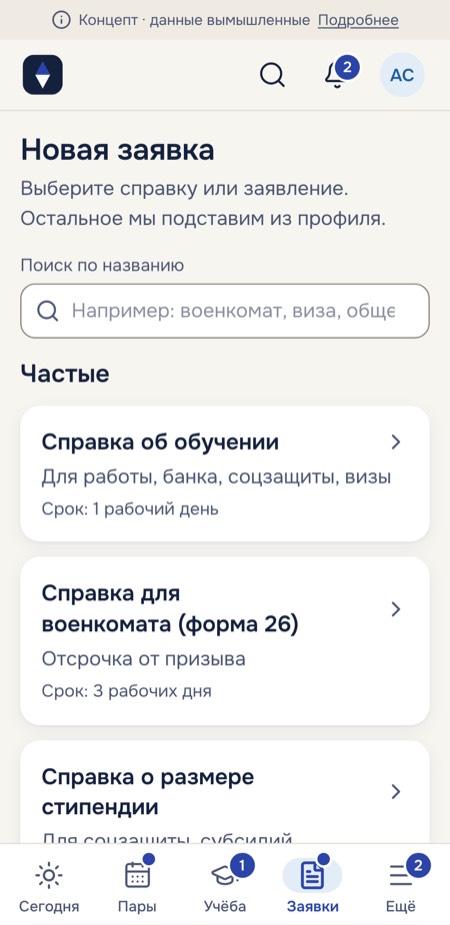 Концепт · данные вымышленные Подробнее
2
АС
Новая заявка
Выберите справку или заявление.
Остальное мы подставим из профиля.
Поиск по названию
Например: военкомат, виза, обще
Частые
Справка об обучении
Для работы, банка, соцзащиты, визы
Срок: 1 рабочий день
Справка для
военкомата (форма 26)
Отсрочка от призыва
Срок: 3 рабочих дня
Справка о размере
стипендии
Для соцзащиты, субсидий
1
2
Сегодня Пары Учёба Заявки Ещё